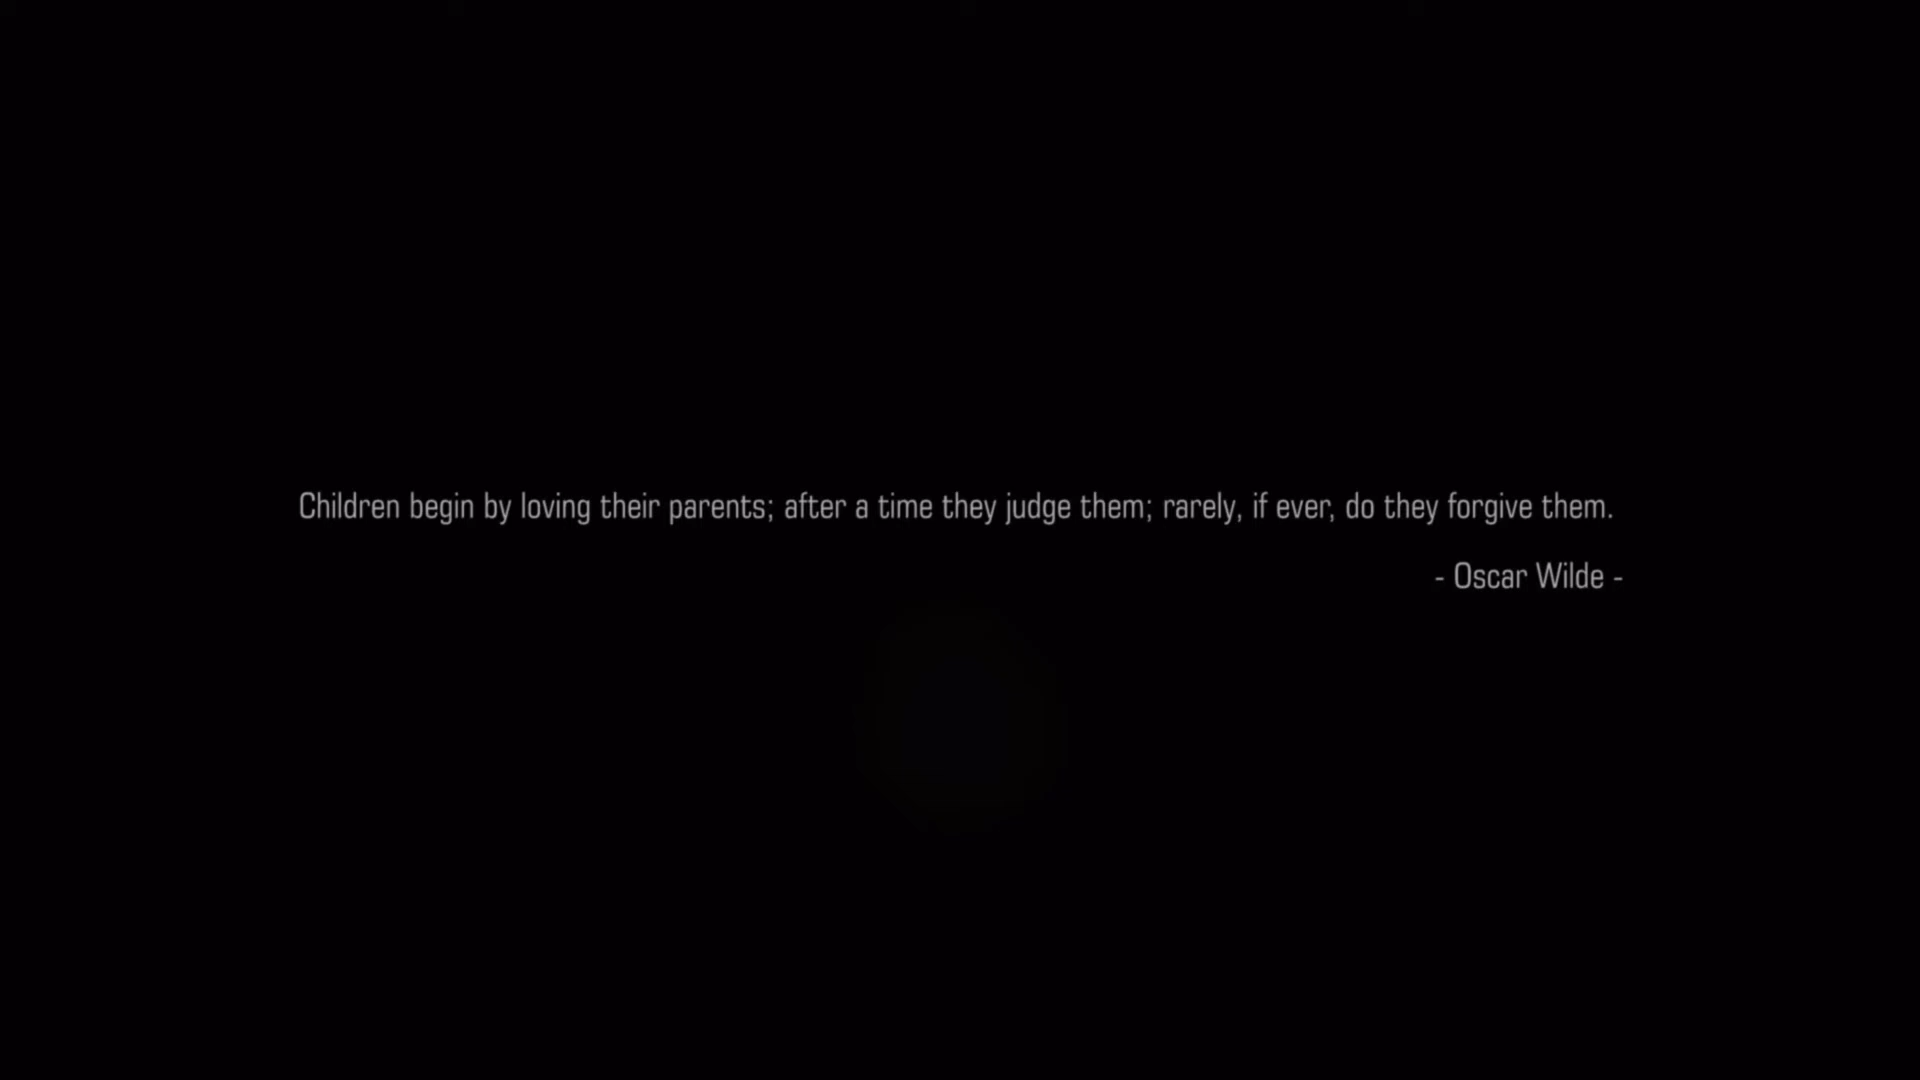 Children begin by loving their parents; after a time they judge them; rarely, if ever, do they forgive them.
- Oscar Wilde -